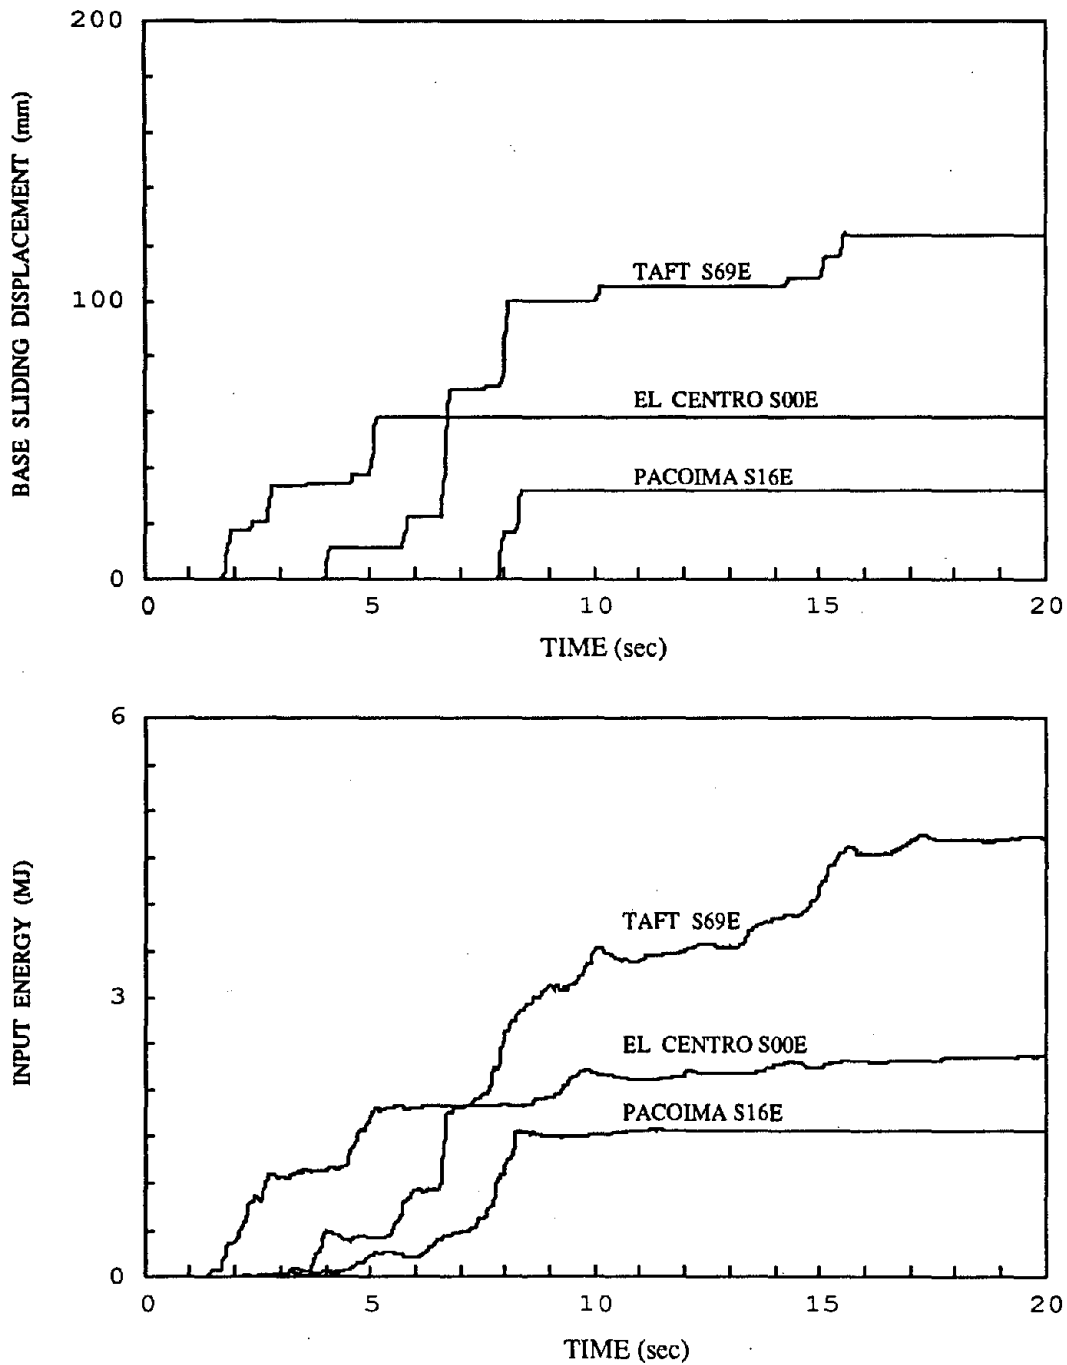 200
BASE SLIDING DISPLACEMENT (mm)
TAFT S69E
100
EL CENTRO S00E
PACOIMA S16E
0
0 5 10 15 20
TIME (sec)
6
INPUT ENERGY (MJ)
TAFT S69E
3
EL CENTRO S00E
PACOIMA S16E
0
0 5 10 15 20
TIME (sec)